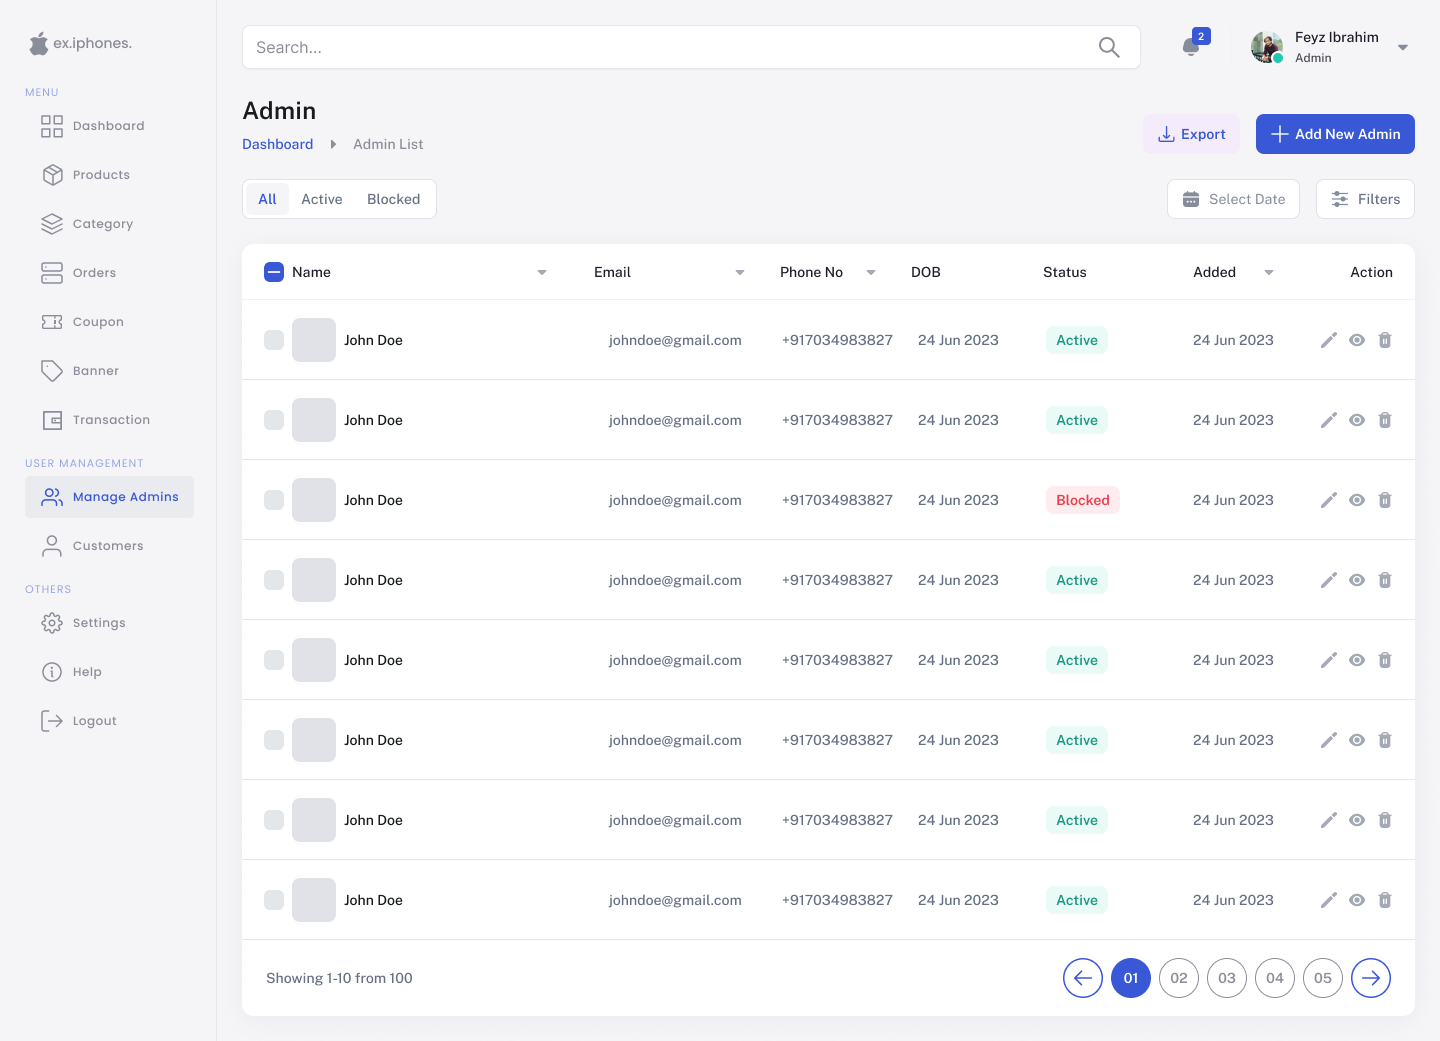 ex.iphones.
Search...
2
Feyz Ibrahim
Admin
MENU
Dashboard
Products
Category
Orders
Coupon
Banner
Transaction
USER MANAGEMENT
Manage Admins
Customers
OTHERS
Settings
Help
Logout
Admin
Dashboard Admin List
Export Add New Admin
All Active Blocked
Select Date Filters
Name Email Phone No DOB Status Added Action
John Doe johndoe@gmail.com +917034983827 24 Jun 2023 Active 24 Jun 2023
John Doe johndoe@gmail.com +917034983827 24 Jun 2023 Active 24 Jun 2023
John Doe johndoe@gmail.com +917034983827 24 Jun 2023 Blocked 24 Jun 2023
John Doe johndoe@gmail.com +917034983827 24 Jun 2023 Active 24 Jun 2023
John Doe johndoe@gmail.com +917034983827 24 Jun 2023 Active 24 Jun 2023
John Doe johndoe@gmail.com +917034983827 24 Jun 2023 Active 24 Jun 2023
John Doe johndoe@gmail.com +917034983827 24 Jun 2023 Active 24 Jun 2023
John Doe johndoe@gmail.com +917034983827 24 Jun 2023 Active 24 Jun 2023
Showing 1-10 from 100 01 02 03 04 05